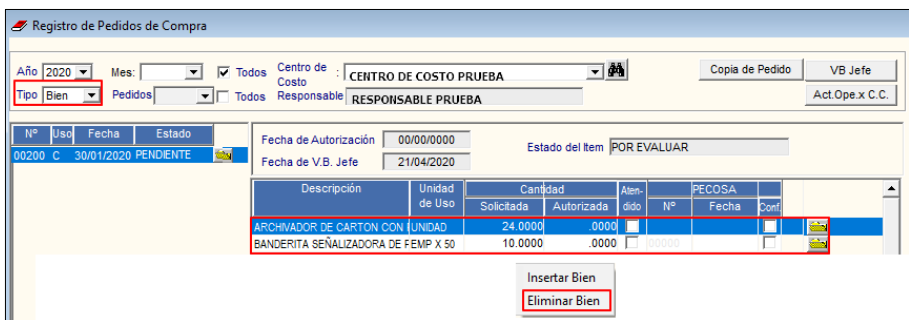 Registro de Pedidos de Compra
Año 2020 Mes: Todos Centro de Costo : CENTRO DE COSTO PRUEBA Copia de Pedido VB Jefe
Tipo Bien Pedidos Todos Responsable RESPONSABLE PRUEBA Act.Ope.x C.C.
Nº Uso Fecha Estado
00200 C 30/01/2020 PENDIENTE
Fecha de Autorización 00/00/0000 Estado del Item POR EVALUAR
Fecha de V.B. Jefe 21/04/2020
Descripción Unidad de Uso Cantidad Aten-dido PECOSA
Solicitada Autorizada Nº Fecha Conf.
ARCHIVADOR DE CARTON CON UNIDAD 24.0000 .0000
BANDERITA SEÑALIZADORA DE F EMP X 50 10.0000 .0000 00000
Insertar Bien
Eliminar Bien